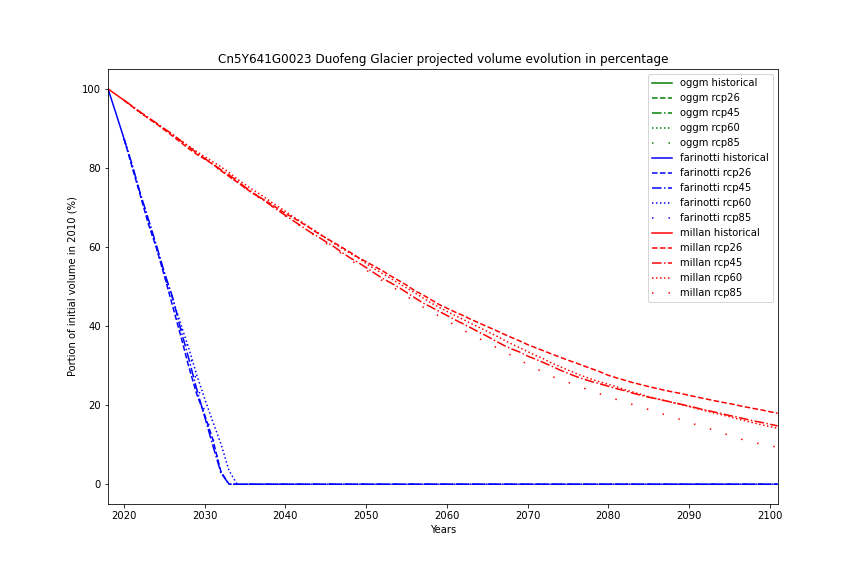 Cn5Y641G0023 Duofeng Glacier projected volume evolution in percentage
Portion of initial volume in 2010 (%)
100
80
60
40
20
0
2020 2030 2040 2050 2060 2070 2080 2090 2100
Years
oggm historical
oggm rcp26
oggm rcp45
oggm rcp60
oggm rcp85
farinotti historical
farinotti rcp26
farinotti rcp45
farinotti rcp60
farinotti rcp85
millan historical
millan rcp26
millan rcp45
millan rcp60
millan rcp85